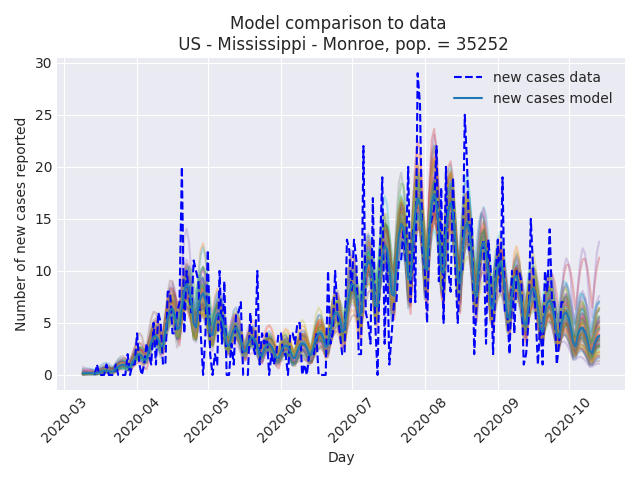 Model comparison to data
US - Mississippi - Monroe, pop. = 35252
Number of new cases reported
30
25
20
15
10
5
0
new cases data
new cases model
2020-03
2020-04
2020-05
2020-06
2020-07
2020-08
2020-09
2020-10
Day